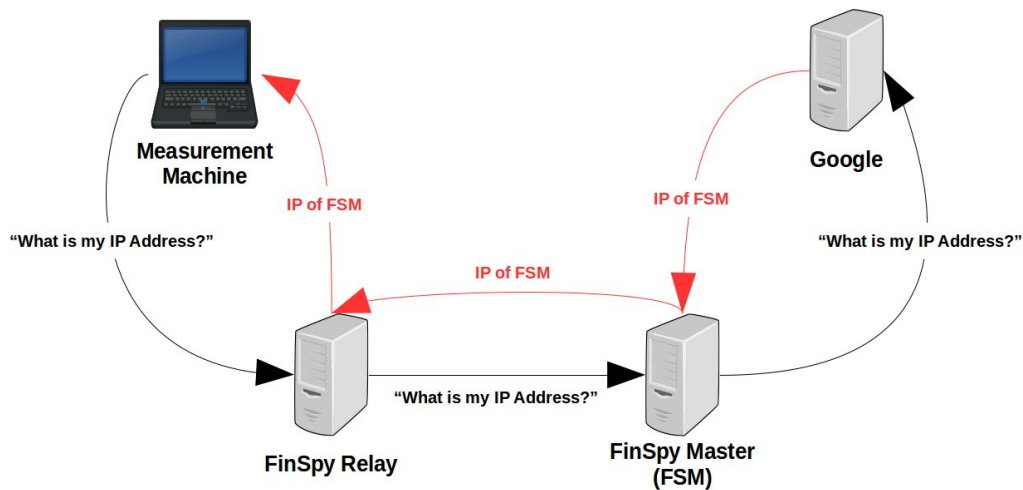 Measurement
Machine
Google
IP of FSM
IP of FSM
“What is my IP Address?”
“What is my IP Address?”
IP of FSM
“What is my IP Address?”
FinSpy Relay
FinSpy Master
(FSM)